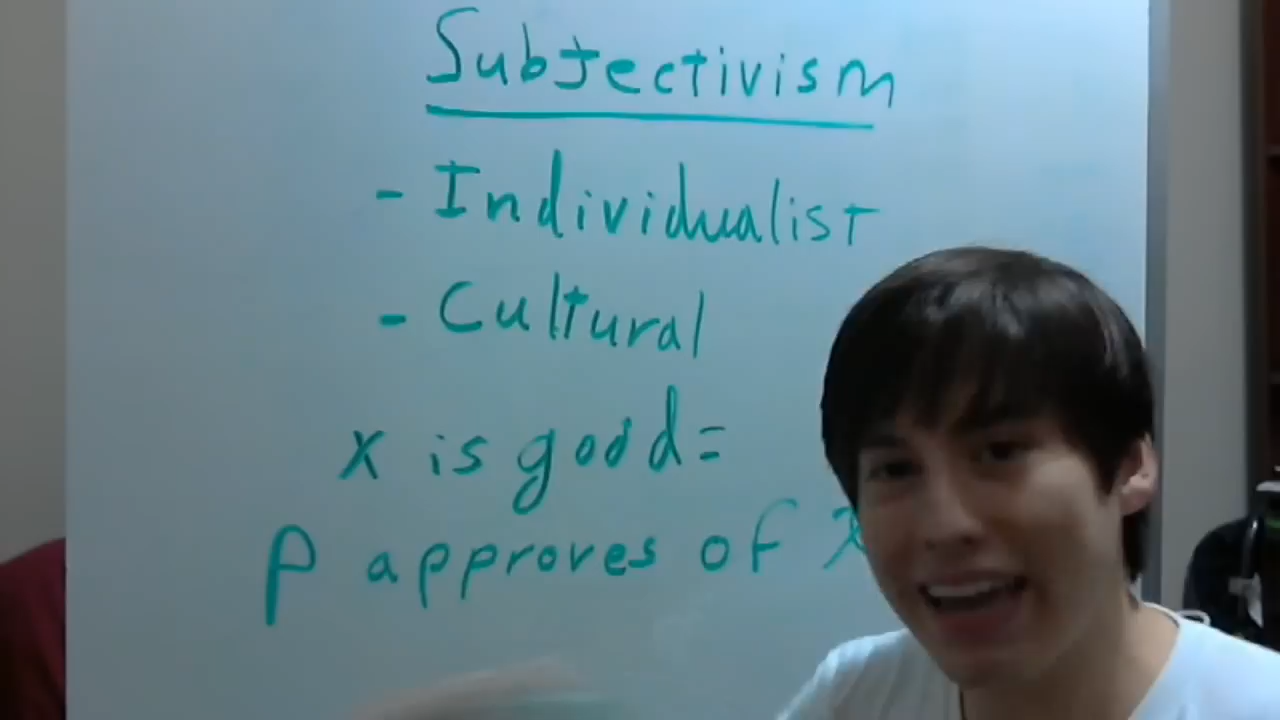 Subjectivism
- Individualist
- Cultural
x is good =
P approves of x